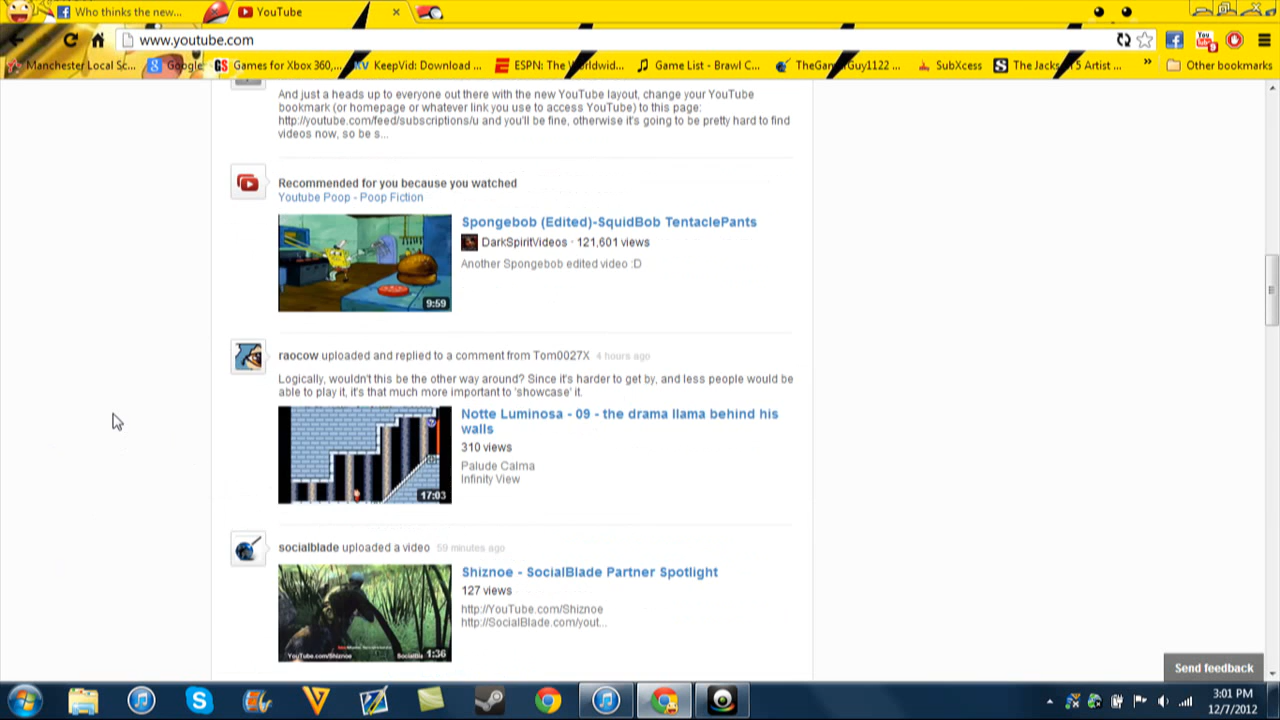 Who thinks the new...
YouTube
www.youtube.com
Manchester Local Sc...
Google
Games for Xbox 360,...
KeepVid: Download ...
ESPN: The Worldwid...
Game List - Brawl C...
SubXcess
The Jacks
5 Artist ...
Other bookmarks
And just a heads up to everyone out there with the new YouTube layout, change your YouTube
bookmark (or homepage or whatever link you use to access YouTube) to this page:
http://youtube.com/feed/subscriptions/u and you'll be fine, otherwise it's going to be pretty hard to find
videos now, so be s...
Recommended for you because you watched
Youtube Poop - Poop Fiction
Spongebob (Edited)-SquidBob TentaclePants
DarkSpiritVideos · 121,601 views
Another Spongebob edited video :D
9:59
raocow uploaded and replied to a comment from Tom0027X 4 hours ago
Logically, wouldn't this be the other way around? Since it's harder to get by, and less people would be
able to play it, it's that much more important to 'showcase' it.
Notte Luminosa - 09 - the drama llama behind his
walls
310 views
Palude Calma
Infinity View
17:03
socialblade uploaded a video 59 minutes ago
Shiznoe - SocialBlade Partner Spotlight
127 views
http://YouTube.com/Shiznoe
http://SocialBlade.com/yout...
YouTube.com/Shiznoe
1:36
Send feedback
3:01 PM
12/7/2012